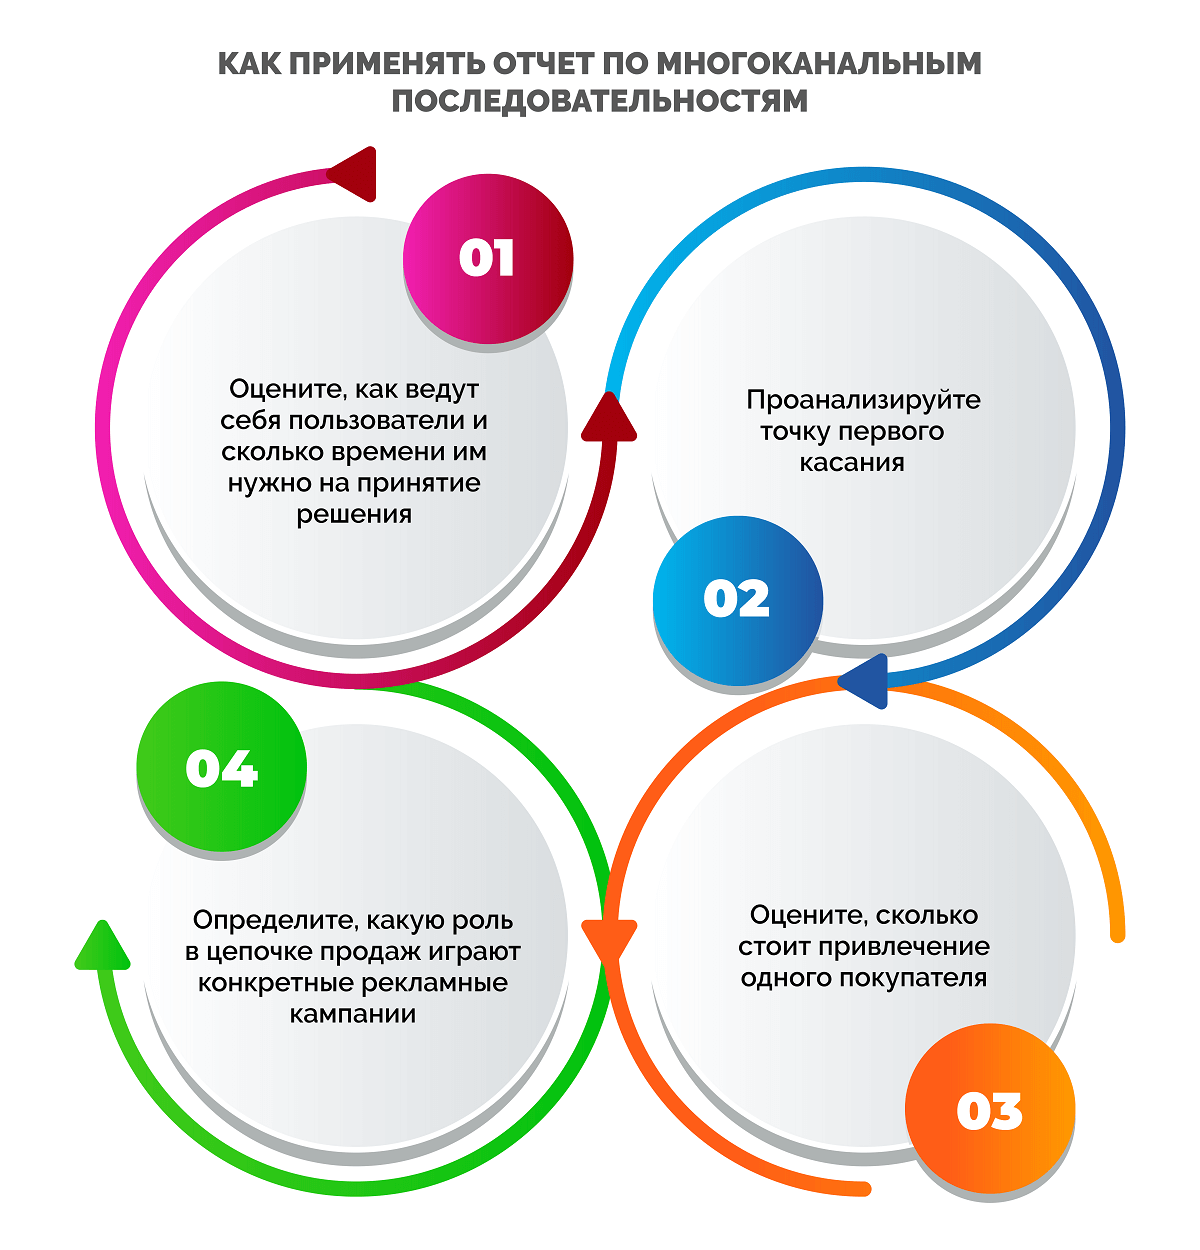 КАК ПРИМЕНЯТЬ ОТЧЕТ ПО МНОГОКАНАЛЬНЫМ
ПОСЛЕДОВАТЕЛЬНОСТЯМ
01
Оцените, как ведут
себя пользователи и
сколько времени им
нужно на принятие
решения
Проанализируйте
точку первого
касания
02
04
Определите, какую роль
в цепочке продаж играют
конкретные рекламные
кампании
Оцените, сколько
стоит привлечение
одного покупателя
03